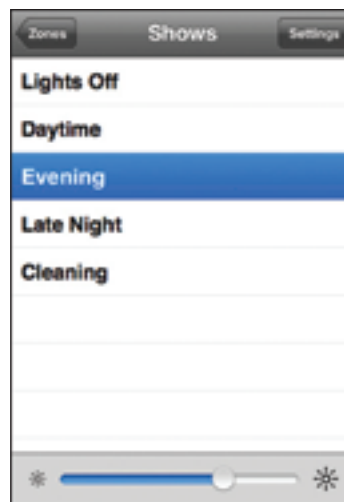 Zones Shows Settings
Lights Off
Daytime
Evening
Late Night
Cleaning